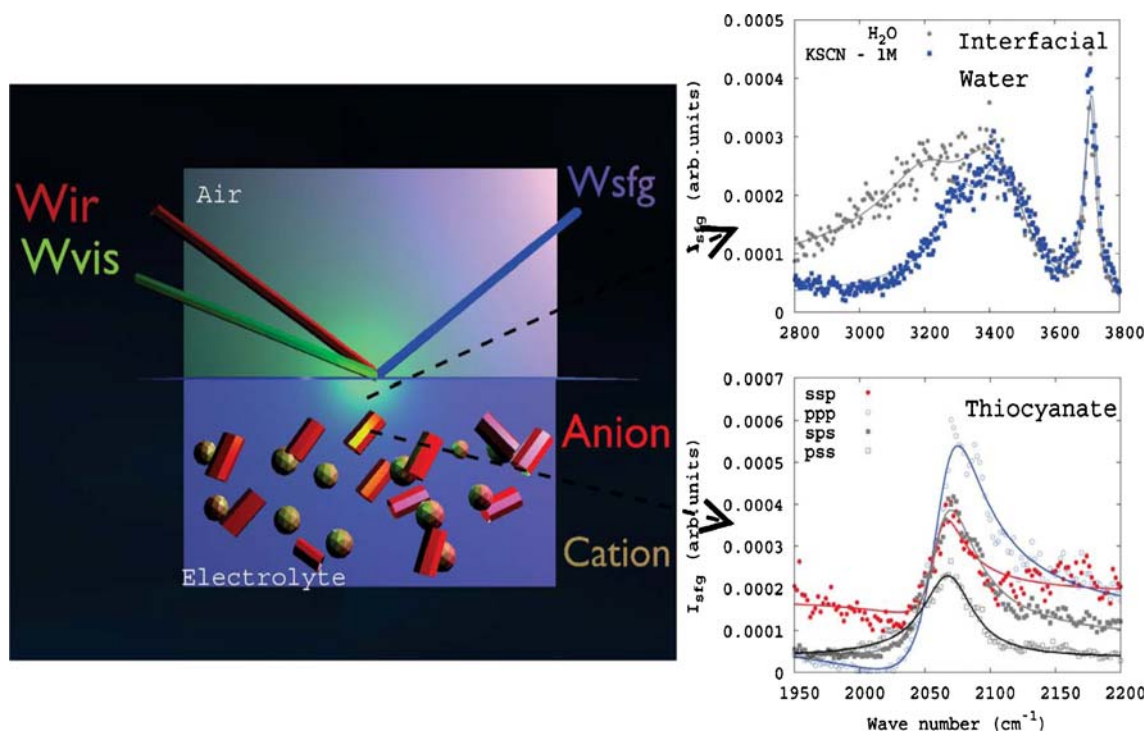 Air
Wir
Wvis
Wsfg
Anion
Cation
Electrolyte
0.0005
0.0004
0.0003
0.0002
0.0001
0
I_sfg (arb.units)
H₂O
KSCN - 1M
Interfacial
Water
2800 3000 3200 3400 3600 3800
0.0007
0.0006
0.0005
0.0004
0.0003
0.0002
0.0001
0
I_sfg (arb.units)
ssp
ppp
sps
pss
Thiocyanate
1950 2000 2050 2100 2150 2200
Wave number (cm⁻¹)